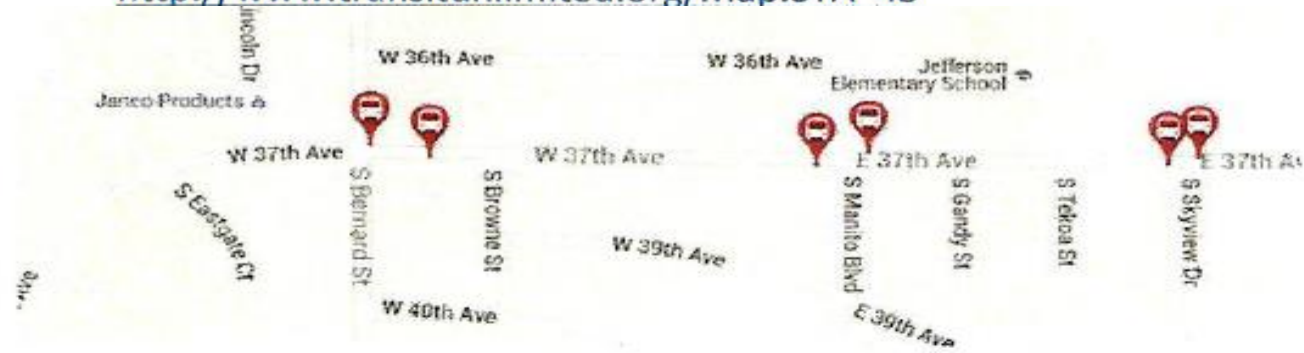 W 36th Ave
W 36th Ave
Jefferson
Elementary School
Janco Products
W 37th Ave
W 37th Ave
E 37th Ave
E 37th
S Eastgate Ct
S Bernard St
S Browne St
S Manito Blvd
S Gandy St
S Tekoa St
S Skyview Dr
W 39th Ave
W 40th Ave
E 39th Ave